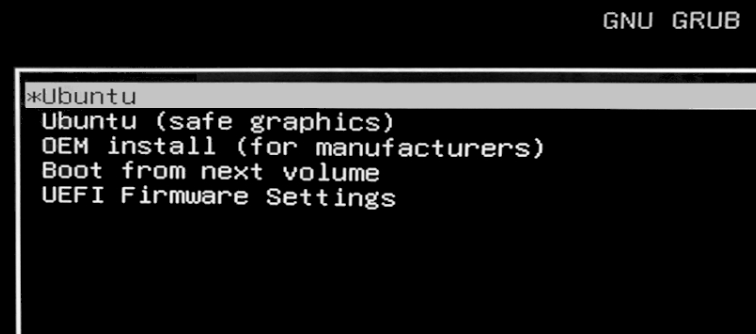 GNU GRUB
*Ubuntu
Ubuntu (safe graphics)
OEM install (for manufacturers)
Boot from next volume
UEFI Firmware Settings